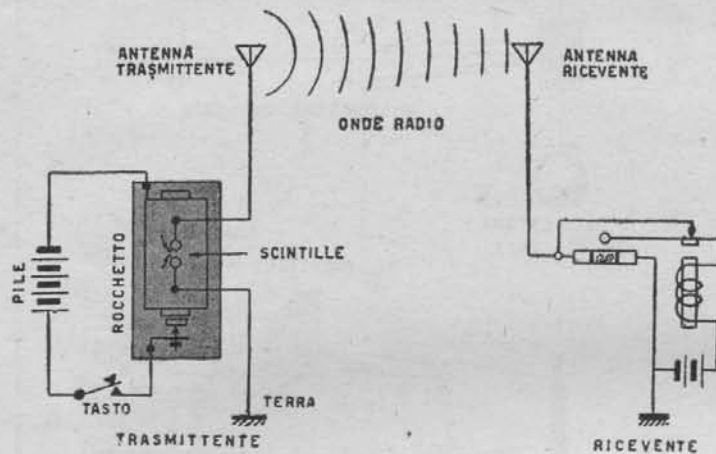 ANTENNA
TRASMITTENTE
ANTENNA
RICEVENTE
ONDE RADIO
PILE
ROCCHETTO
SCINTILLE
TASTO
TERRA
TRASMITTENTE
RICEVENTE